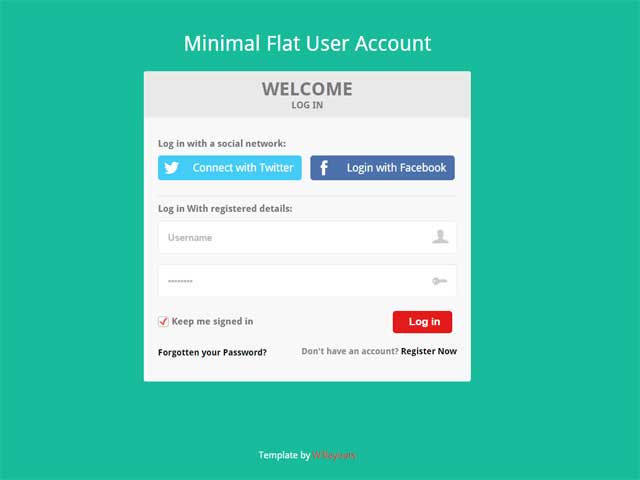 Minimal Flat User Account
WELCOME
LOG IN
Log in with a social network:
Connect with Twitter
Login with Facebook
Log in With registered details:
Username
--------
Keep me signed in
Log in
Forgotten your Password?
Don't have an account? Register Now
Template by